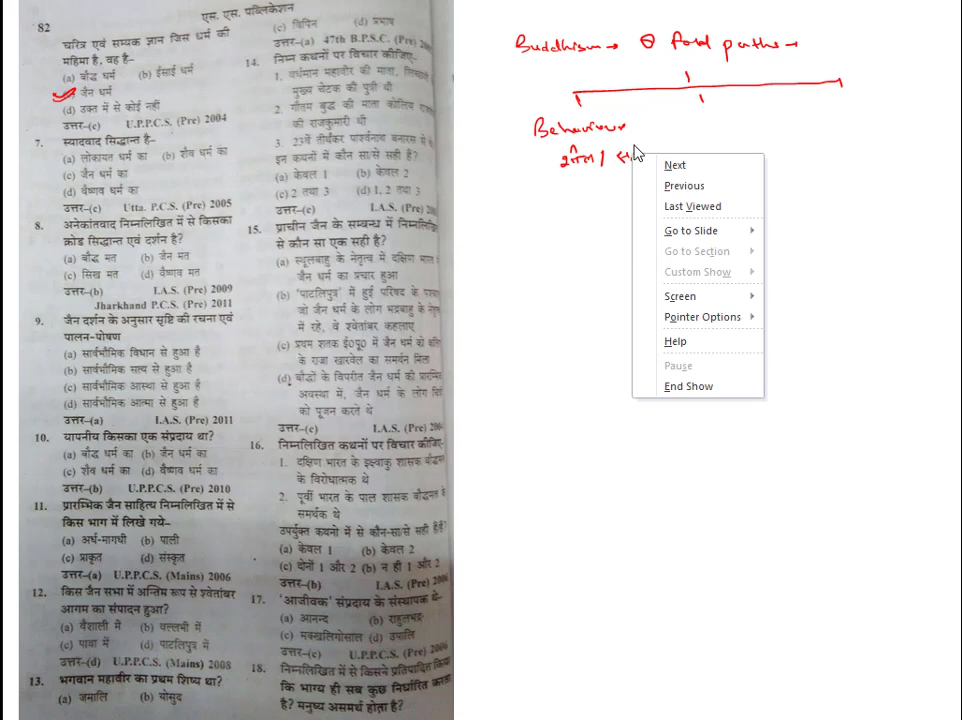 82
एस. एस. पब्लिकेशन
चरित्र एवं सम्यक ज्ञान जिस धर्म की
महिमा है, वह है–
(a) बौद्ध धर्म (b) ईसाई धर्म
जैन धर्म
(d) उक्त में से कोई नहीं
उत्तर–(c) U.P.P.C.S. (Pre) 2004
7. स्यादवाद सिद्धान्त है–
(a) लोकायत धर्म का (b) शैव धर्म का
(c) जैन धर्म का
(d) वैष्णव धर्म का
उत्तर–(c) Utta. P.C.S. (Pre) 2005
8. अनेकांतवाद निम्नलिखित में से किसका
क्रोड सिद्धान्त एवं दर्शन है?
(a) बौद्ध मत (b) जैन मत
(c) सिख मत (d) वैष्णव मत
उत्तर–(b) I.A.S. (Pre) 2009
Jharkhand P.C.S. (Pre) 2011
9. जैन दर्शन के अनुसार सृष्टि की रचना एवं
पालन-पोषण
(a) सार्वभौमिक विधान से हुआ है
(b) सार्वभौमिक सत्य से हुआ है
(c) सार्वभौमिक आस्था से हुआ है
(d) सार्वभौमिक आत्मा से हुआ है
उत्तर–(a) I.A.S. (Pre) 2011
10. यापनीय किसका एक संप्रदाय था?
(a) बौद्ध धर्म का (b) जैन धर्म का
(c) शैव धर्म का (d) वैष्णव धर्म का
उत्तर–(b) U.P.P.C.S. (Pre) 2010
11. प्रारम्भिक जैन साहित्य निम्नलिखित में से
किस भाग में लिखे गये–
(a) अर्ध-मागधी (b) पाली
(c) प्राकृत (d) संस्कृत
उत्तर–(a) U.P.P.C.S. (Mains) 2006
12. किस जैन सभा में अन्तिम रूप से श्वेतांबर
आगम का संपादन हुआ?
(a) वैशाली में (b) वल्लभी में
(c) पावा में (d) पाटलिपुत्र में
उत्तर–(d) U.P.P.C.S. (Mains) 2008
13. भगवान महावीर का प्रथम शिष्य था?
(a) जमालि (b) योसुद
(c) विपिन (d) प्रभाष
उत्तर–(a) 47th B.P.S.C. (Pre)
14. निम्न कथनों पर विचार कीजिए–
1. वर्धमान महावीर की माता,
मुख्य चेटक की पुत्री थी
2. गौतम बुद्ध की माता कोलिय
की राजकुमारी थी
3. 23वें तीर्थंकर पार्श्वनाथ बनारस
इन कथनों में कौन सा/से सही है?
(a) केवल 1 (b) केवल 2
(c) 2 तथा 3 (d) 1, 2 तथा 3
उत्तर–(c) I.A.S. (Pre)
15. प्राचीन जैन के सम्बन्ध में
से कौन सा एक सही है?
(a) स्थूलबाहु के नेतृत्व में दक्षिण
जैन धर्म का प्रचार हुआ
(b) 'पाटलिपुत्र' में हुई परिषद के
जो जैन धर्म के लोग भद्रबाहु के
में रहे, वे श्वेतांबर कहलाए
(c) प्रथम शतक ई०पू० में जैन धर्म को
के राजा खारवेल का समर्थन मिला
(d) बौद्धों के विपरीत जैन धर्म की
अवस्था में, जैन धर्म के लोग
को पूजन करते थे
उत्तर–(c) I.A.S. (Pre)
16. निम्नलिखित कथनों पर विचार कीजिए–
1. दक्षिण भारत के इक्ष्वाकु शासक
के विरोधात्मक थे
2. पूर्वी भारत के पाल शासक
समर्थक थे
उपर्युक्त कथनो में से कौन-सा/से सही
(a) केवल 1 (b) केवल 2
(c) दोनों 1 और 2 (b) न ही 1 और 2
उत्तर–(b) I.A.S. (Pre)
17. 'आजीवक' संप्रदाय के संस्थापक थे–
(a) आनन्द (b) राहुलभद्र
(c) मक्खलिगोसाल (d) उपालि
उत्तर–(c) U.P.P.C.S. (Pre)
18. निम्नलिखित में से किसने प्रतिपादित किया
कि भाग्य ही सब कुछ निर्धारित करता
है? मनुष्य असमर्थ होता है?
Buddhism→ 8 fold paths→
Behaviour
Next
Previous
Last Viewed
Go to Slide
Go to Section
Custom Show
Screen
Pointer Options
Help
Pause
End Show